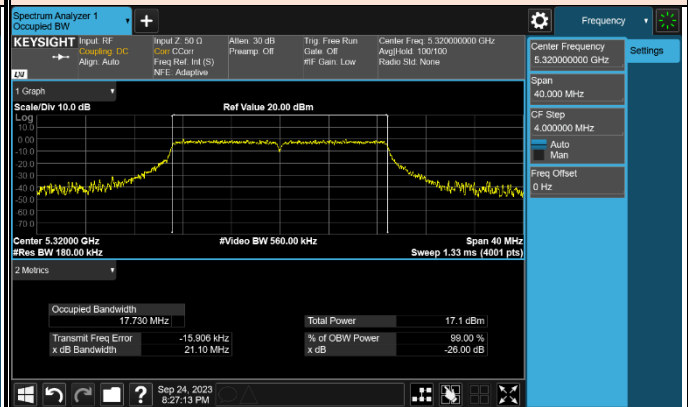 Spectrum Analyzer 1
Occupied BW
Frequency
KEYSIGHT
Input: RF
Coupling: DC
Align: Auto
Input Z: 50 Ω
Corr CCorr
Freq Ref: Int (S)
NFE: Adaptive
Atten: 30 dB
Preamp: Off
Trig: Free Run
Gate: Off
#IF Gain: Low
Center Freq: 5.320000000 GHz
Avg|Hold: 100/100
Radio Std: None
LXI
Center Frequency
5.320000000 GHz
Settings
Span
40.000 MHz
CF Step
4.000000 MHz
Auto
Man
Freq Offset
0 Hz
1 Graph
Scale/Div 10.0 dB
Ref Value 20.00 dBm
Log
10.0
0.00
-10.0
-20.0
-30.0
-40.0
-50.0
-60.0
-70.0
Center 5.32000 GHz
#Video BW 560.00 kHz
Span 40 MHz
#Res BW 180.00 kHz
Sweep 1.33 ms (4001 pts)
2 Metrics
Occupied Bandwidth
17.730 MHz
Total Power
17.1 dBm
Transmit Freq Error
-15.906 kHz
% of OBW Power
99.00 %
x dB Bandwidth
21.10 MHz
x dB
-26.00 dB
?
Sep 24, 2023
8:27:13 PM